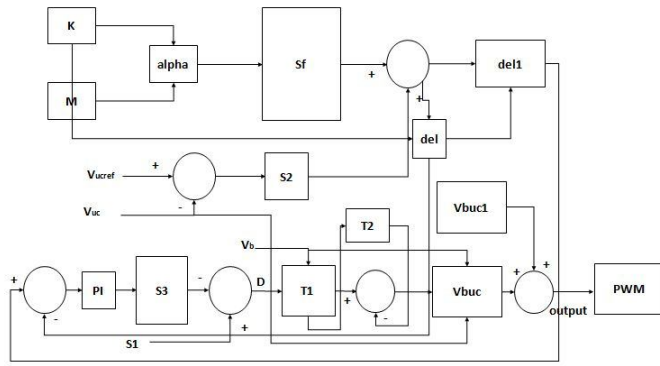 K
alpha
Sf
del1
+
M
+
del
Vucref
+
S2
Vuc
-
Vbuc1
T2
Vb
+
PI
S3
-
D
T1
+
Vbuc
+
+
PWM
-
-
output
S1
+